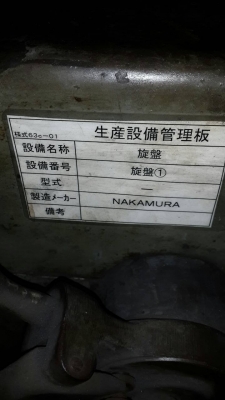 様式63c-01
生産設備管理板
設備名称 旋盤
設備番号 旋盤①
型式 —
製造メーカー NAKAMURA
備考